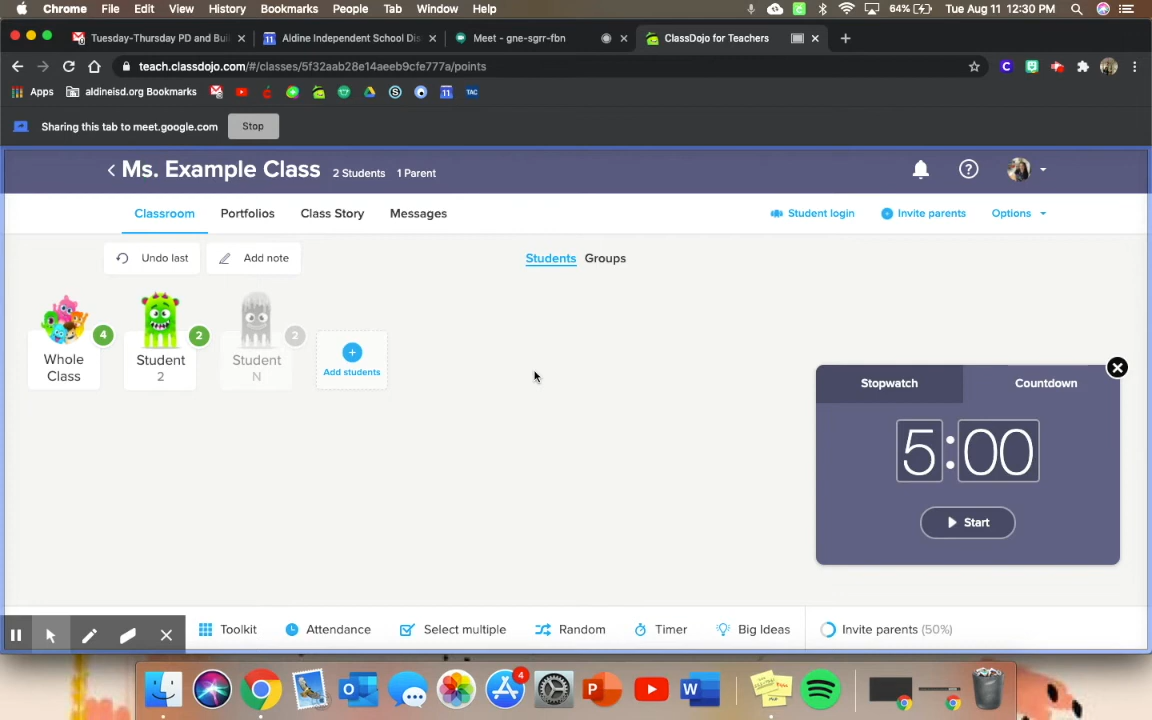 Chrome File Edit View History Bookmarks People Tab Window Help 64% Tue Aug 11 12:30 PM
Tuesday-Thursday PD and Bui Aldine Independent School Dis Meet - gne-sgrr-fbn ClassDojo for Teachers
teach.classdojo.com/#/classes/5f32aab28e14aeeb9cfe777a/points
Apps aldineisd.org Bookmarks 11 TAC
Sharing this tab to meet.google.com Stop
Ms. Example Class 2 Students 1 Parent
Classroom Portfolios Class Story Messages Student login Invite parents Options
Undo last Add note Students Groups
4 2 2
Whole Class
Student 2
Student N
Add students
Stopwatch Countdown
5:00
Start
Toolkit Attendance Select multiple Random Timer Big Ideas Invite parents (50%)
4